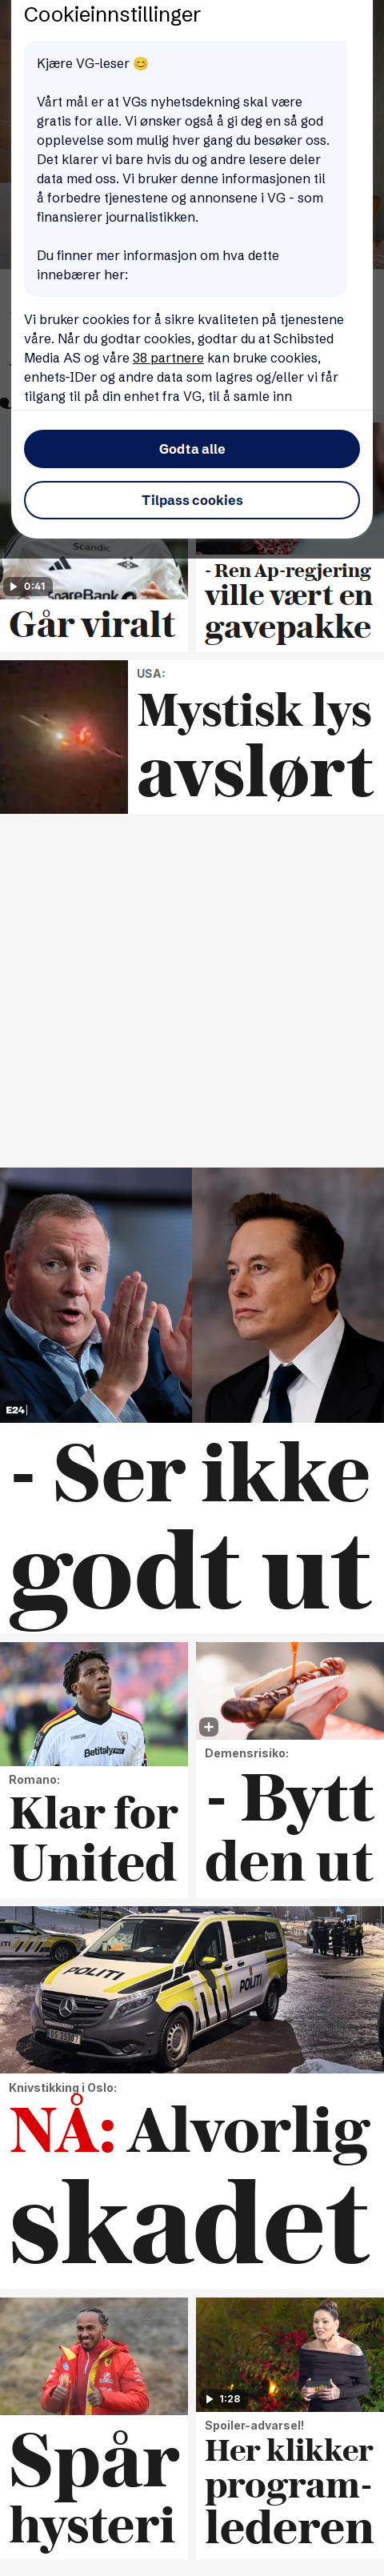 Cookieinnstillinger
Kjære VG-leser 😊
Vårt mål er at VGs nyhetsdekning skal være
gratis for alle. Vi ønsker også å gi deg en så god
opplevelse som mulig hver gang du besøker oss.
Det klarer vi bare hvis du og andre lesere deler
data med oss. Vi bruker denne informasjonen til
å forbedre tjenestene og annonsene i VG - som
finansierer journalistikken.
Du finner mer informasjon om hva dette
innebærer her:
Vi bruker cookies for å sikre kvaliteten på tjenestene
våre. Når du godtar cookies, godtar du at Schibsted
Media AS og våre 38 partnere kan bruke cookies,
enhets-IDer og andre data som lagres og/eller vi får
tilgang til på din enhet fra VG, til å samle inn
Godta alle
Tilpass cookies
Scandic
SpareBank
0:41
Går viralt
- Ren Ap-regjering
ville vært en
gavepakke
USA:
Mystisk lys
avslørt
E24
- Ser ikke
godt ut
Betitaly
Romano:
Klar for
United
Demensrisiko:
- Bytt
den ut
POLITI
POLITI
Knivstikking i Oslo:
NÅ: Alvorlig
skadet
Spår
hysteri
1:28
Spoiler-advarsel!
Her klikker
program-
lederen